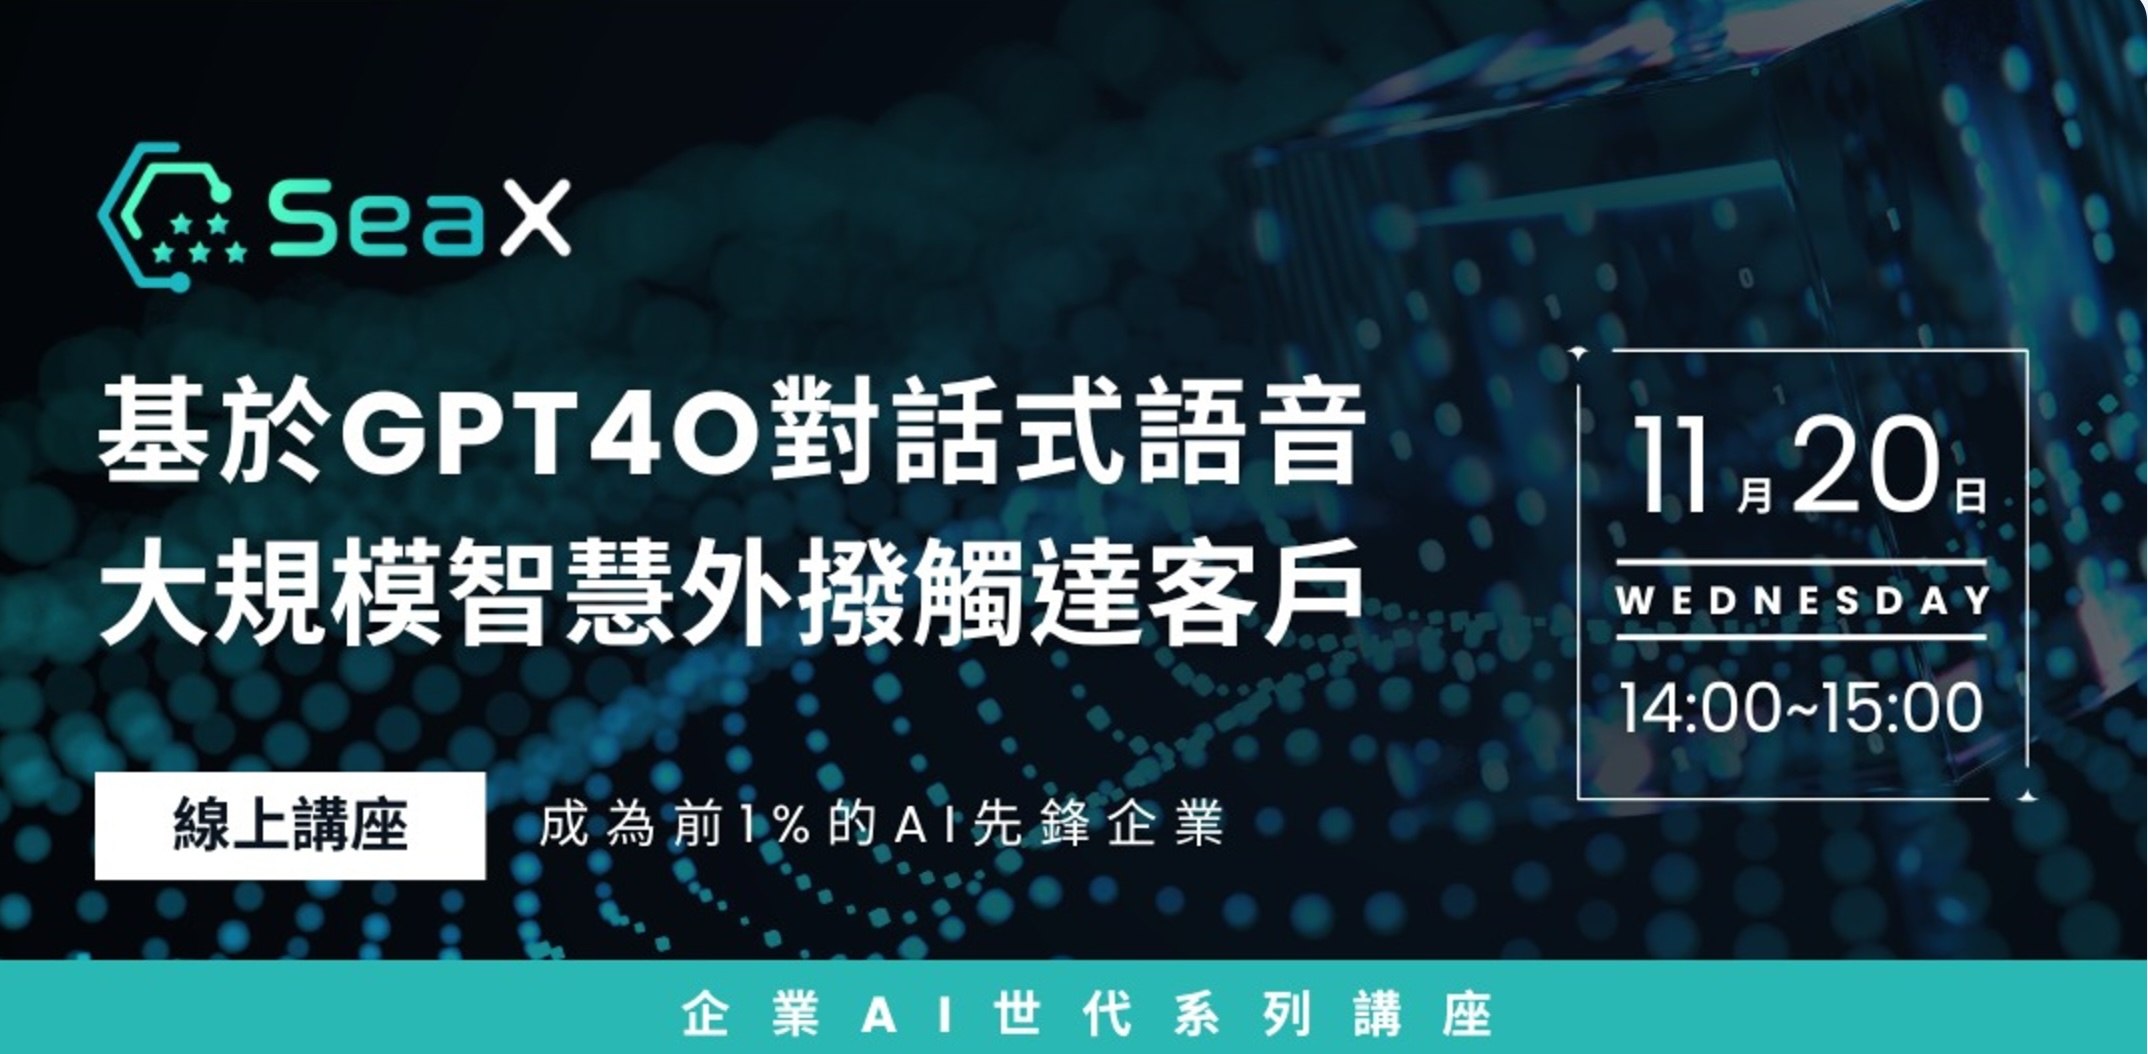 SeaX
基於GPT4O對話式語音
大規模智慧外撥觸達客戶
11月20日
WEDNESDAY
14:00~15:00
線上講座
成為前1%的AI先鋒企業
企業AI世代系列講座